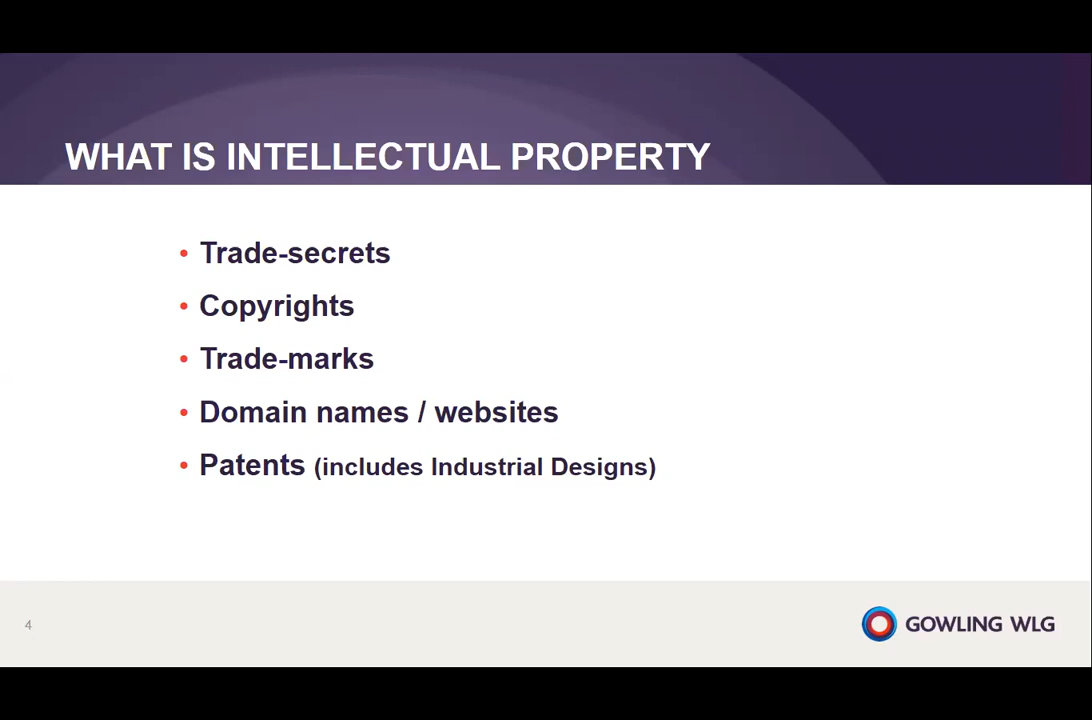 WHAT IS INTELLECTUAL PROPERTY
• Trade-secrets
• Copyrights
• Trade-marks
• Domain names / websites
• Patents (includes Industrial Designs)
4
GOWLING WLG